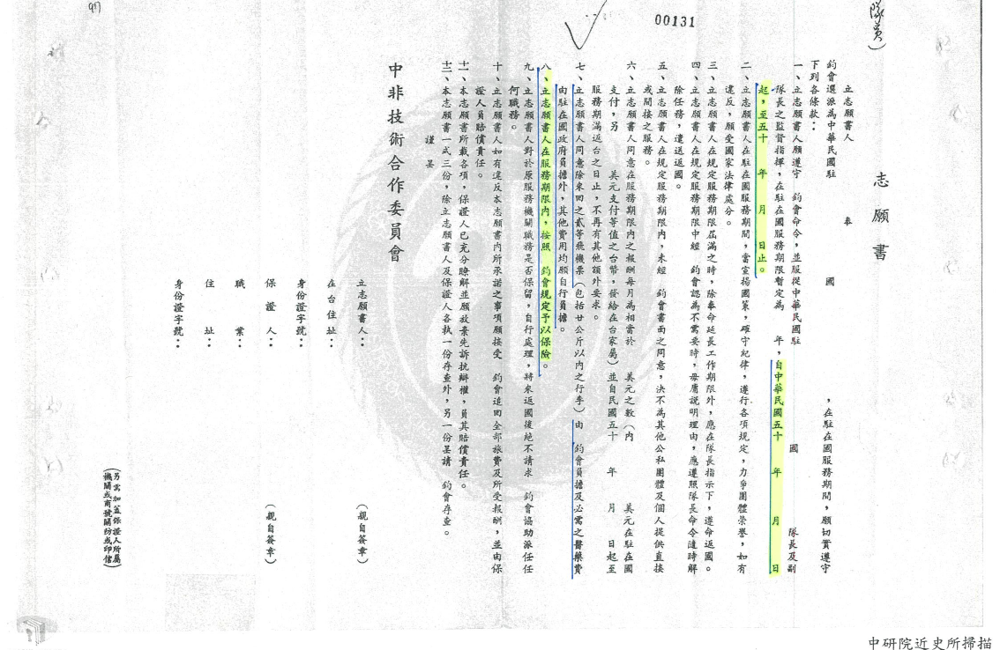 97
00131
(隊員)
志願書
立志願書人　　　　奉
鈞會選派為中華民國駐　　　　國　　　　，在駐在國服務期間，願切實遵守
下列各條款：
一、立志願書人願遵守　鈞會命令，並服從中華民國駐　　　　國　　　　隊長及副
隊長之監督指揮，在駐在國服務期限暫定為　　年，自中華民國五十　　年　　月　　日
起，至五十　　年　　月　　日止。
二、立志願書人在駐在國服務期間，當宣揚國策，確守紀律，遵行各項規定，力爭團體榮譽，如有
違反，願受國家法律處分。
三、立志願書人在規定服務期限屆滿之時，除奉命延長工作期限外，應在隊長指示下，遵命返國。
四、立志願書人在規定服務期限中經　鈞會認為不需要時，毋庸說明理由，應遵照隊長命令隨時解
除任務，遣送返國。
五、立志願書人在規定服務期限內，未經　鈞會書面之同意，決不為其他公私團體及個人提供直接
或間接之服務。
六、立志願書人同意在服務期限內之報酬每月為相當於　　美元之數（內　　　　美元在駐在國
支付，另　　　美元支付等值之台幣，發給在台家屬）並自民國五十　　年　　月　　日起至
服務期滿返台之日止，不再有其他額外要求。
七、立志願書人同意除來回之貳等飛機票（包括廿公斤以內之行李）由　鈞會負擔及必需之醫藥費
由駐在國政府負擔外，其他費用均願自行負擔。
八、立志願書人在服務期限內，按照　鈞會規定予以保險。
九、立志願書人對於原服務機關職務是否保留，自行處理，將來返國後絕不請求　鈞會協助派任任
何職務。
十、立志願書人如有違反本志願書內所承諾之事項願接受　鈞會追回全部旅費及所受報酬，並由保
證人負賠償責任。
十一、本志願書所載各項，保證人已充分瞭解並願放棄先訴抗辯權，負其賠償責任。
十二、本志願書一式三份，除立志願書人及保證人各執一份存查外，另一份呈請　鈞會存查。
謹呈
中非技術合作委員會
立志願書人：　　　　（親自簽章）
在台住址：
身份證字號：
保證人：　　　　（親自簽章）
職業：
住址：
身份證字號：
（另需加蓋保證人所屬
機關或商號關防或印信）
中研院近史所掃描